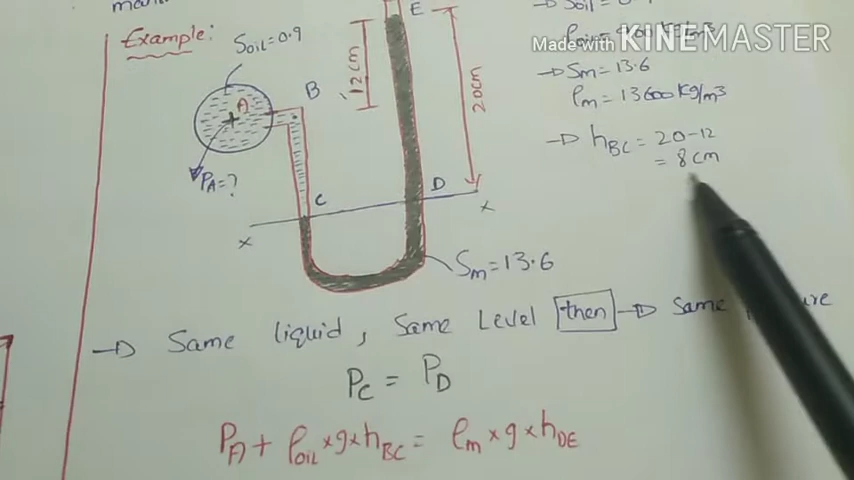 Example:
Soil = 0.9
A
B
PA = ?
E
12cm
20cm
C
D
x
x
Sm = 13.6
Made with KINEMASTER
→ Sm = 13.6
ρm = 13600 kg/m³
→ hBC = 20-12
= 8 cm
→ Same liquid, Same Level then → Same
PC = PD
PA + ρoil × g × hBC = ρm × g × hDE